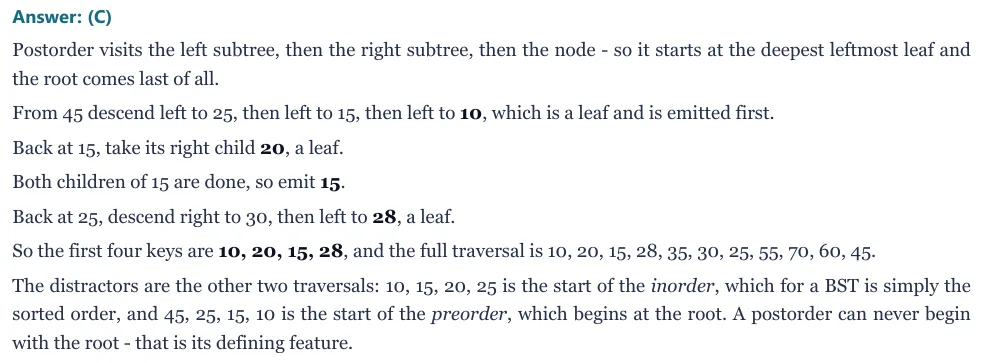 Answer: (C)
Postorder visits the left subtree, then the right subtree, then the node - so it starts at the deepest leftmost leaf and
the root comes last of all.
From 45 descend left to 25, then left to 15, then left to 10, which is a leaf and is emitted first.
Back at 15, take its right child 20, a leaf.
Both children of 15 are done, so emit 15.
Back at 25, descend right to 30, then left to 28, a leaf.
So the first four keys are 10, 20, 15, 28, and the full traversal is 10, 20, 15, 28, 35, 30, 25, 55, 70, 60, 45.
The distractors are the other two traversals: 10, 15, 20, 25 is the start of the inorder, which for a BST is simply the
sorted order, and 45, 25, 15, 10 is the start of the preorder, which begins at the root. A postorder can never begin
with the root - that is its defining feature.